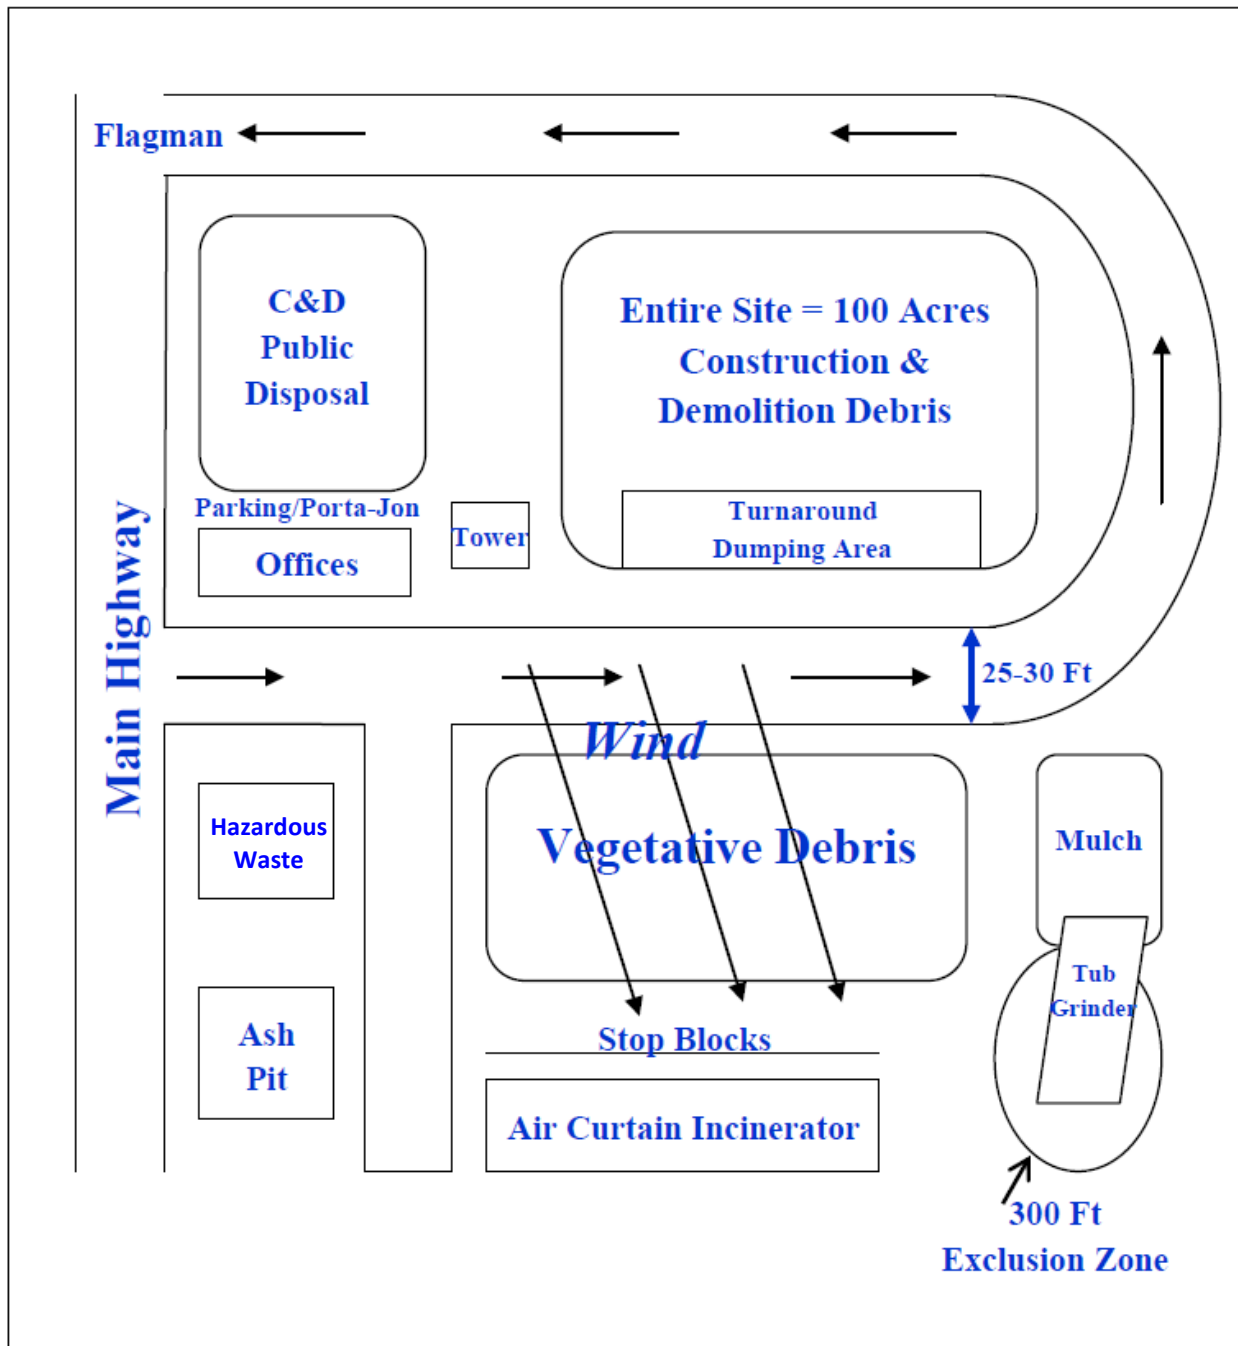 Flagman
C&D
Public
Disposal
Entire Site = 100 Acres
Construction &
Demolition Debris
Parking/Porta-Jon
Offices
Tower
Turnaround
Dumping Area
Main Highway
25-30 Ft
Wind
Hazardous
Waste
Vegetative Debris
Mulch
Tub
Grinder
Ash
Pit
Stop Blocks
Air Curtain Incinerator
300 Ft
Exclusion Zone